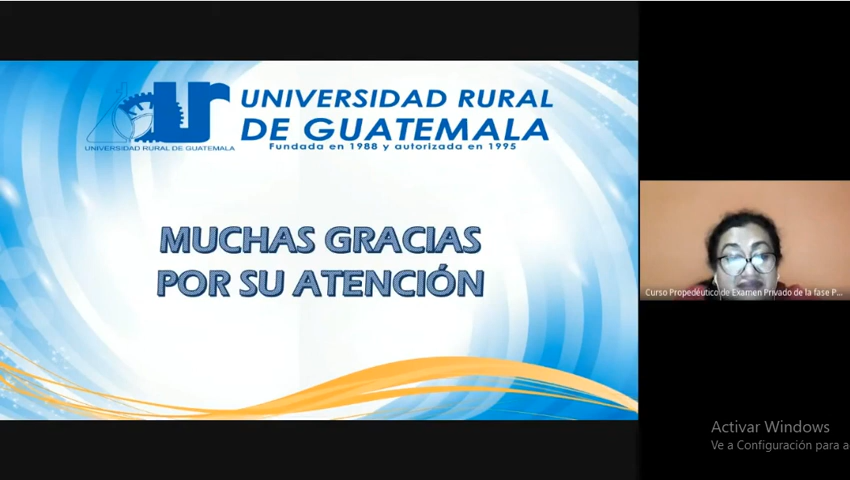 UNIVERSIDAD RURAL
DE GUATEMALA
Fundada en 1988 y autorizada en 1995
UNIVERSIDAD RURAL DE GUATEMALA
MUCHAS GRACIAS
POR SU ATENCIÓN
Curso Propedéutico de Examen Privado de la fase P...
Activar Windows
Ve a Configuración para a